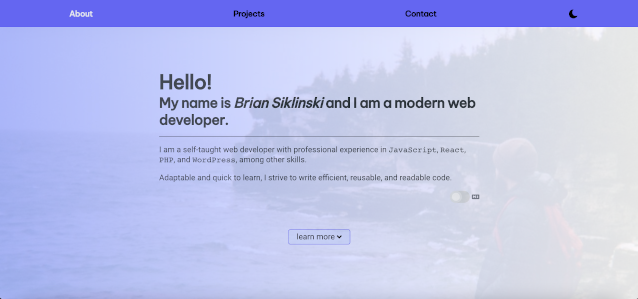 About
Projects
Contact
Hello!
My name is Brian Siklinski and I am a modern web
developer.
I am a self-taught web developer with professional experience in JavaScript, React,
PHP, and WordPress, among other skills.
Adaptable and quick to learn, I strive to write efficient, reusable, and readable code.
learn more